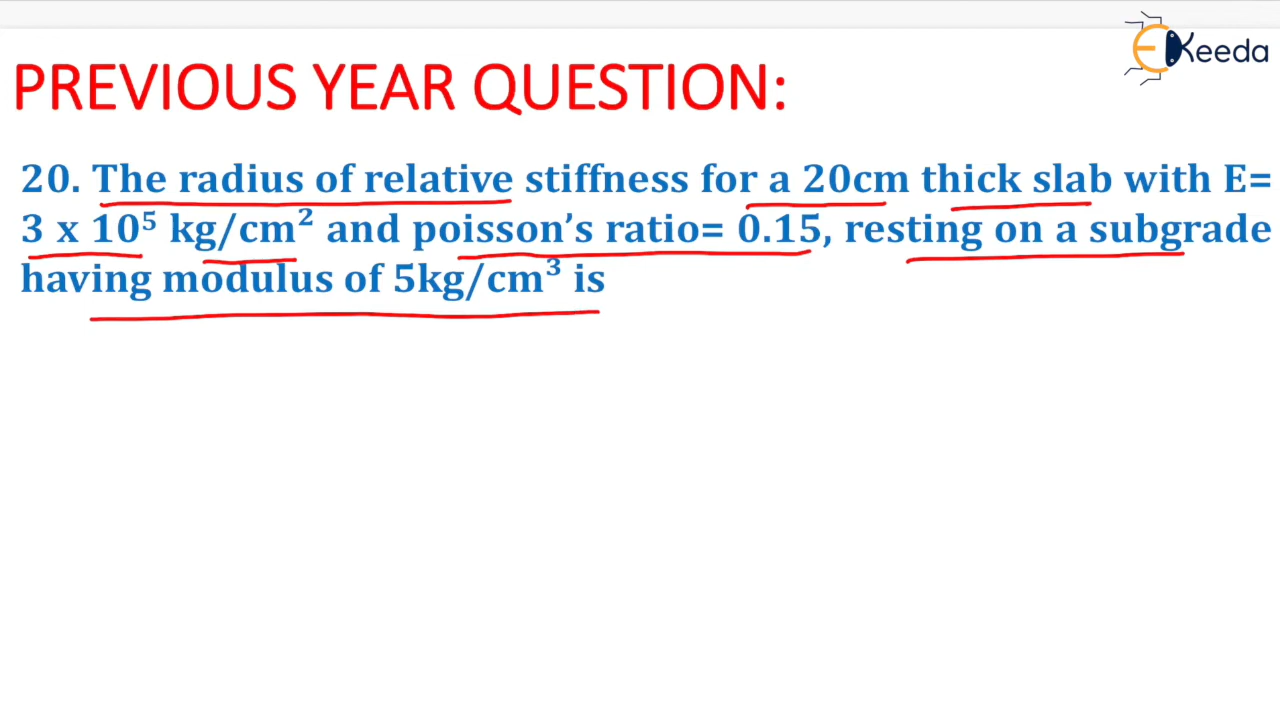 EKeeda
PREVIOUS YEAR QUESTION:
20. The radius of relative stiffness for a 20cm thick slab with E=
3 x 10⁵ kg/cm² and poisson’s ratio= 0.15, resting on a subgrade
having modulus of 5kg/cm³ is